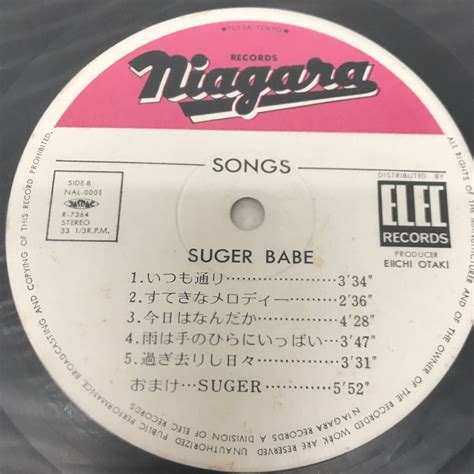 ★ FUSSA TOKYO ★
RECORDS
Niagara
SONGS
SIDE-B
NAL-0001
R-7364
STEREO
33 1/3 R.P.M.
DISTRIBUTED BY
ELEC
RECORDS
PRODUCER
EIICHI OTAKI
SUGER BABE
1.いつも通り……………3′34″
2.すてきなメロディー……2′36″
3.今日はなんだか…………4′28″
4.雨は手のひらにいっぱい…3′47″
5.過ぎ去りし日々…………3′31″
おまけ…SUGER…………5′52″
ALL RIGHTS OF THE MANUFACTURER AND OF THE OWNER OF THE RECORDED WORK ARE RESERVED UNAUTHORIZED PUBLIC PERFORMANCE BROADCASTING AND COPYING OF THIS RECORD PROHIBITED.
NIAGARA RECORDS A DIVISION OF ELEC RECORDS